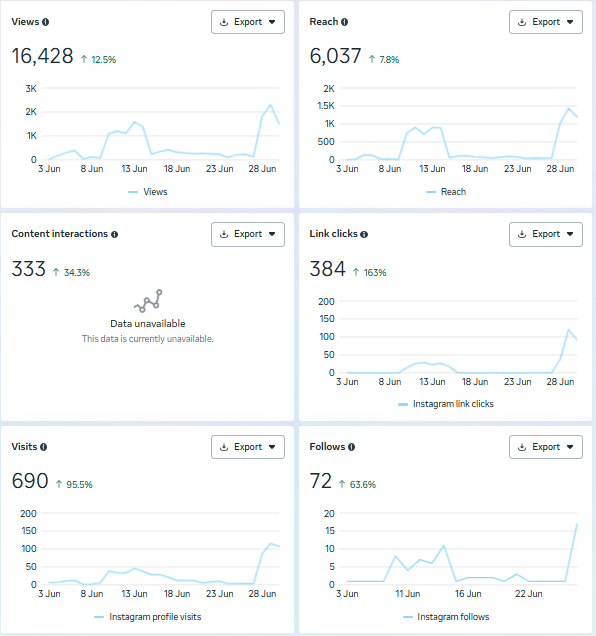 Views
Export
16,428 ↑ 12.5%
3K
2K
1K
0
3 Jun 8 Jun 13 Jun 18 Jun 23 Jun 28 Jun
Views
Reach
Export
6,037 ↑ 7.8%
2K
1.5K
1K
500
0
3 Jun 8 Jun 13 Jun 18 Jun 23 Jun 28 Jun
Reach
Content interactions
Export
333 ↑ 34.3%
Data unavailable
This data is currently unavailable.
Link clicks
Export
384 ↑ 163%
200
150
100
50
0
3 Jun 8 Jun 13 Jun 18 Jun 23 Jun 28 Jun
Instagram link clicks
Visits
Export
690 ↑ 95.5%
200
150
100
50
0
3 Jun 8 Jun 13 Jun 18 Jun 23 Jun 28 Jun
Instagram profile visits
Follows
Export
72 ↑ 63.6%
20
15
10
5
0
3 Jun 11 Jun 16 Jun 22 Jun
Instagram follows